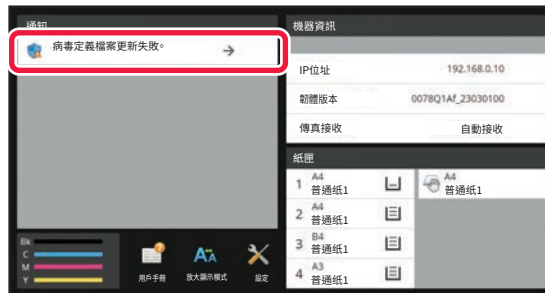 通知
病毒定義檔案更新失敗。
機器資訊
IP位址 192.168.0.10
韌體版本 0078Q1Af_23030100
傳真接收 自動接收
紙匣
1 A4 普通紙1
A4 普通紙1
2 A4 普通紙1
3 B4 普通紙1
4 A3 普通紙1
Bk
C
M
Y
用戶手冊
放大顯示模式
設定